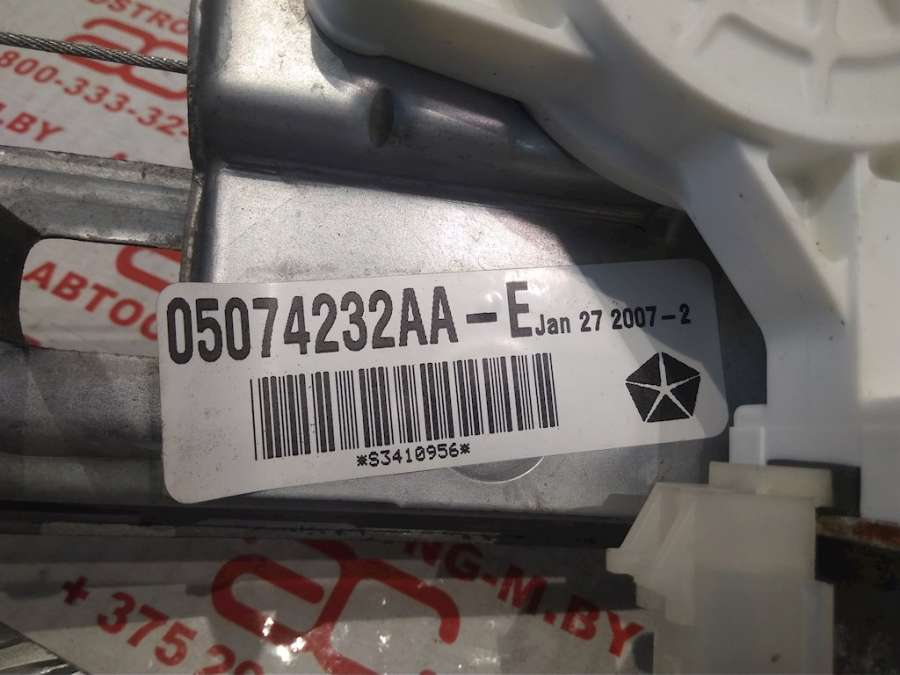 800-333-32-
M.BY
АВТОС
05074232AA-E Jan 27 2007-2
*S3410956*
NG-M.BY
+375 29